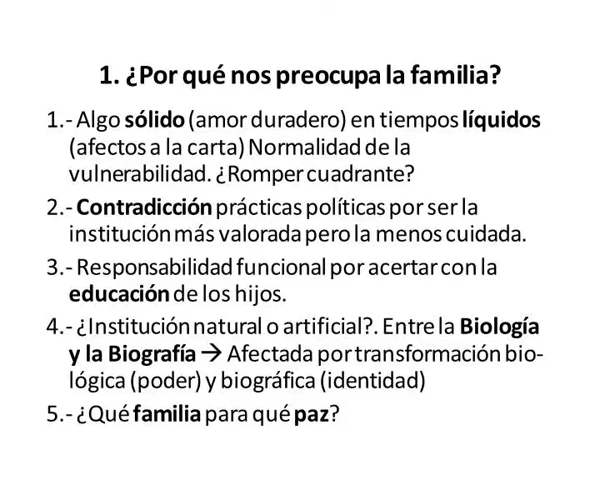 1. ¿Por qué nos preocupa la familia?
1.- Algo sólido (amor duradero) en tiempos líquidos
(afectos a la carta) Normalidad de la
vulnerabilidad. ¿Romper cuadrante?
2.- Contradicción prácticas políticas por ser la
institución más valorada pero la menos cuidada.
3.- Responsabilidad funcional por acertar con la
educación de los hijos.
4.- ¿Institución natural o artificial?. Entre la Biología
y la Biografía → Afectada por transformación bio-
lógica (poder) y biográfica (identidad)
5.- ¿Qué familia para qué paz?